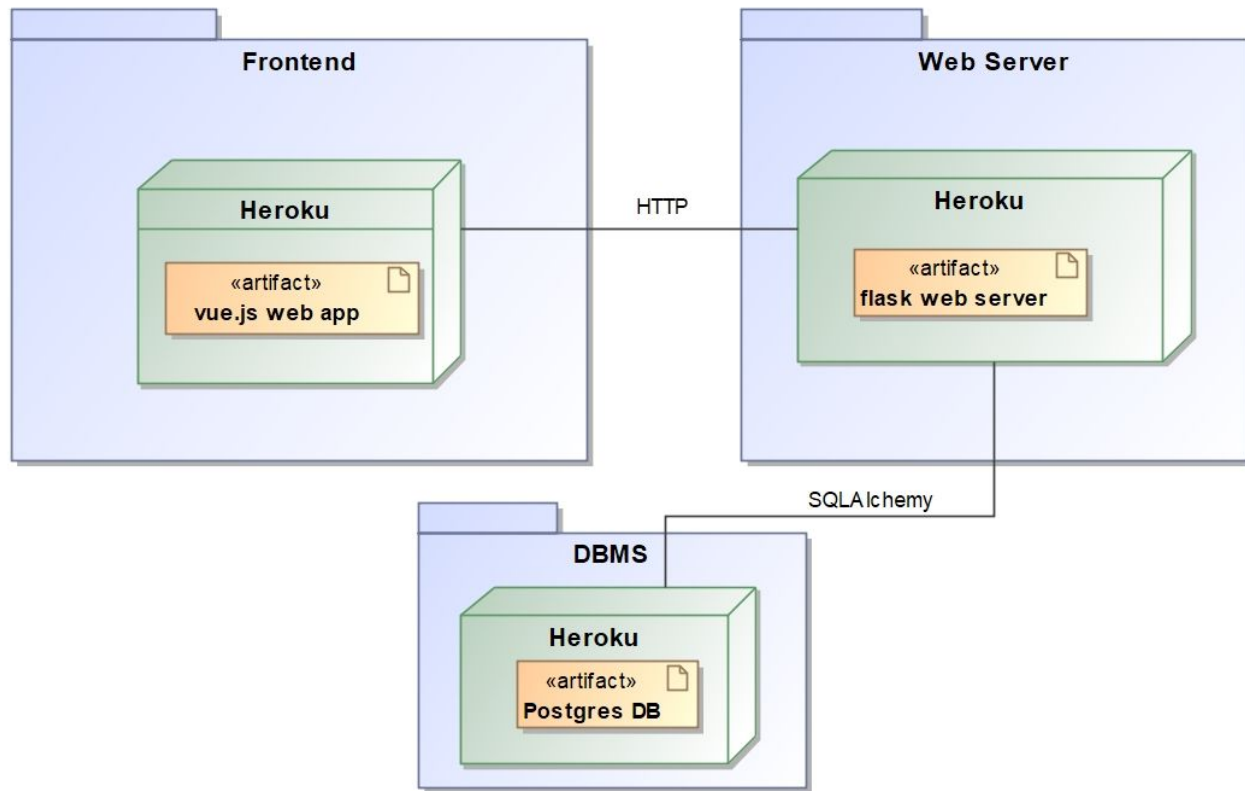 Frontend
Heroku
«artifact»
vue.js web app
HTTP
Web Server
Heroku
«artifact»
flask web server
SQLAlchemy
DBMS
Heroku
«artifact»
Postgres DB